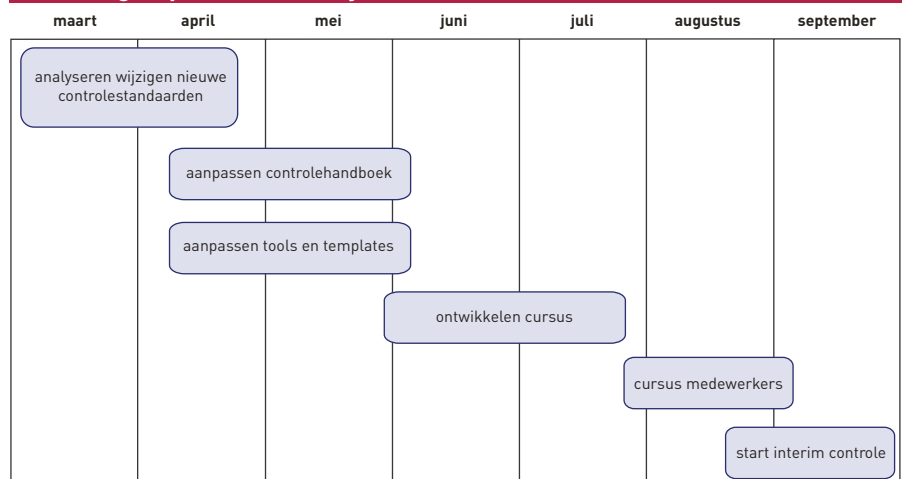 maart april mei juni juli augustus september
analyseren wijzigen nieuwe
controlestandaarden
aanpassen controlehandboek
aanpassen tools en templates
ontwikkelen cursus
cursus medewerkers
start interim controle